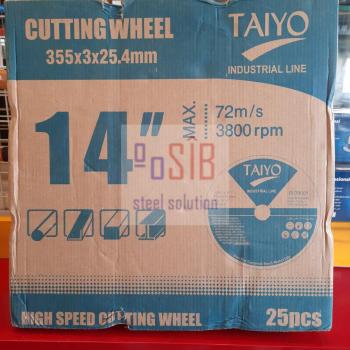 CUTTING WHEEL
355x3x25.4mm
TAIYO
INDUSTRIAL LINE
14"
MAX.
72m/s
3800 rpm
SIB
steel solution
TAIYO
INDUSTRIAL LINE
HIGH SPEED CUTTING WHEEL
25pcs